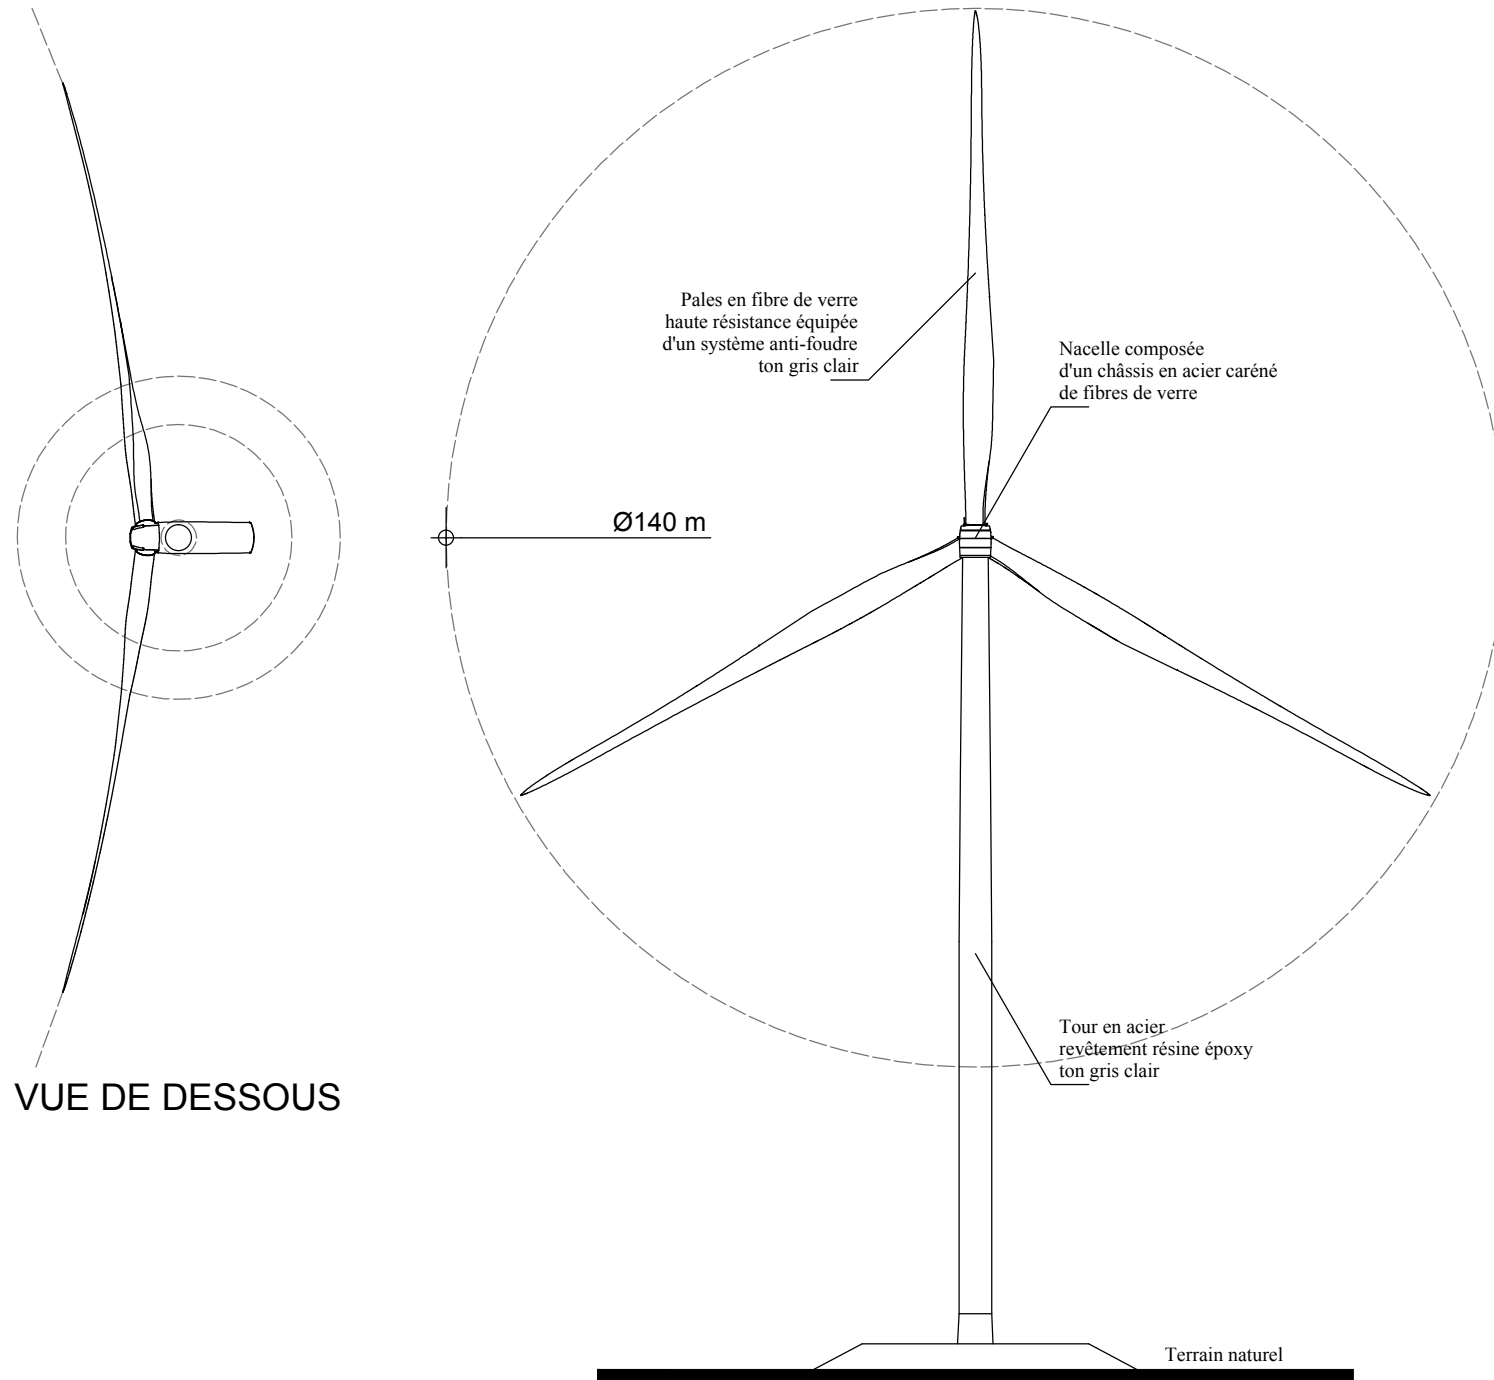 Pales en fibre de verre
haute résistance équipée
d'un système anti-foudre
ton gris clair
Nacelle composée
d'un châssis en acier caréné
de fibres de verre
Ø140 m
Tour en acier
revêtement résine époxy
ton gris clair
VUE DE DESSOUS
Terrain naturel